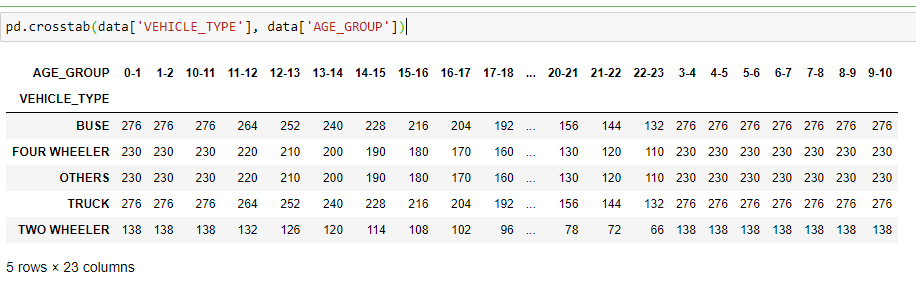 pd.crosstab(data['VEHICLE_TYPE'], data['AGE_GROUP'])
AGE_GROUP 0-1 1-2 10-11 11-12 12-13 13-14 14-15 15-16 16-17 17-18 ... 20-21 21-22 22-23 3-4 4-5 5-6 6-7 7-8 8-9 9-10
VEHICLE_TYPE
BUSE 276 276 276 264 252 240 228 216 204 192 ... 156 144 132 276 276 276 276 276 276 276
FOUR WHEELER 230 230 230 220 210 200 190 180 170 160 ... 130 120 110 230 230 230 230 230 230 230
OTHERS 230 230 230 220 210 200 190 180 170 160 ... 130 120 110 230 230 230 230 230 230 230
TRUCK 276 276 276 264 252 240 228 216 204 192 ... 156 144 132 276 276 276 276 276 276 276
TWO WHEELER 138 138 138 132 126 120 114 108 102 96 ... 78 72 66 138 138 138 138 138 138 138
5 rows × 23 columns